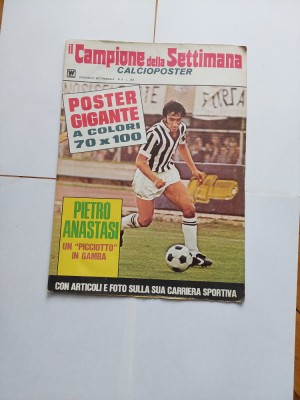 il Campione della Settimana
CALCIOPOSTER
POSTER
GIGANTE
A COLORI
70 x 100
PIETRO
ANASTASI
UN "PICCIOTTO"
IN GAMBA
CON ARTICOLI E FOTO SULLA SUA CARRIERA SPORTIVA